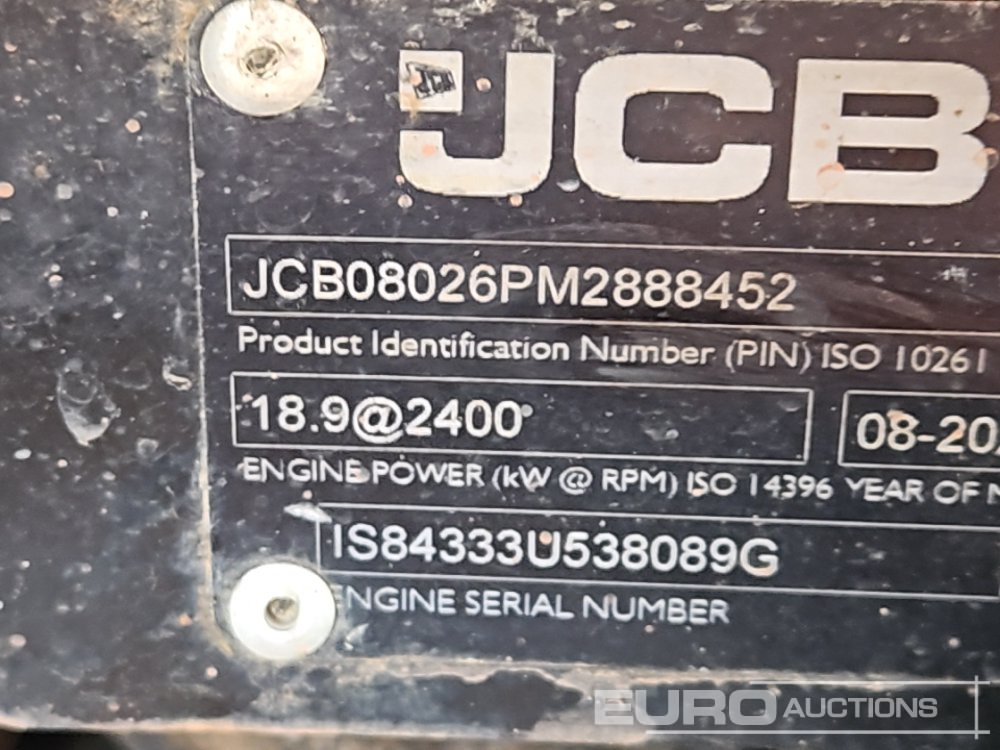 JCB
JCB08026PM2888452
Product Identification Number (PIN) ISO 10261
18.9@2400
08-20
ENGINE POWER (kW @ RPM) ISO 14396 YEAR OF
IS84333U538089G
ENGINE SERIAL NUMBER
EURO AUCTIONS